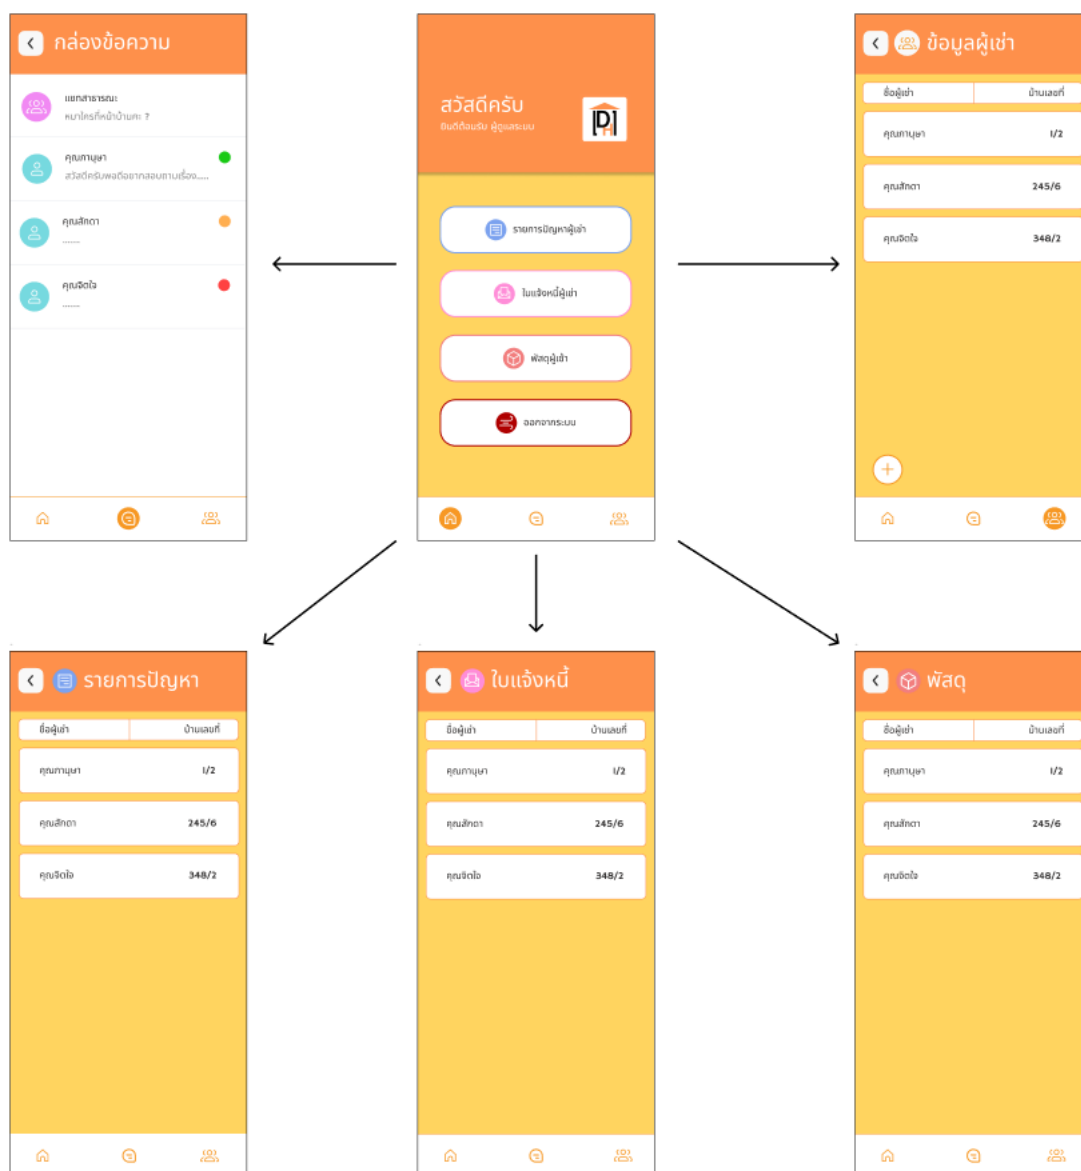 กล่องข้อความ
แชทสาธารณะ
หมาใครที่หน้าบ้านคะ ?
คุณภานุษา
สวัสดีครับพอดีอยากสอบถามเรื่อง.....
คุณสักดา
.......
คุณจิตใจ
.......
สวัสดีครับ
ยินดีต้อนรับ ผู้ดูแลระบบ
DH
รายการปัญหาผู้เช่า
ใบแจ้งหนี้ผู้เช่า
พัสดุผู้เช้า
ออกจากระบบ
ข้อมูลผู้เช่า
ชื่อผู้เช่า บ้านเลขที่
คุณภานุษา 1/2
คุณสักดา 245/6
คุณจิตใจ 348/2
รายการปัญหา
ชื่อผู้เช่า บ้านเลขที่
คุณภานุษา 1/2
คุณสักดา 245/6
คุณจิตใจ 348/2
ใบแจ้งหนี้
ชื่อผู้เช่า บ้านเลขที่
คุณภานุษา 1/2
คุณสักดา 245/6
คุณจิตใจ 348/2
พัสดุ
ชื่อผู้เช่า บ้านเลขที่
คุณภานุษา 1/2
คุณสักดา 245/6
คุณจิตใจ 348/2